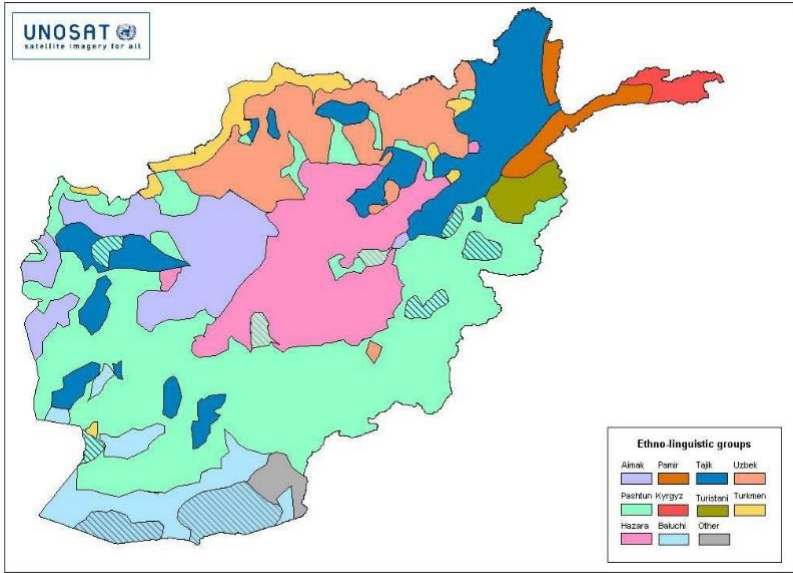 UNOSAT
satellite imagery for all
Ethno-linguistic groups
Aimak Pamir Tajik Uzbek
Pashtun Kyrgyz Turistani Turkmen
Hazara Baluchi Other